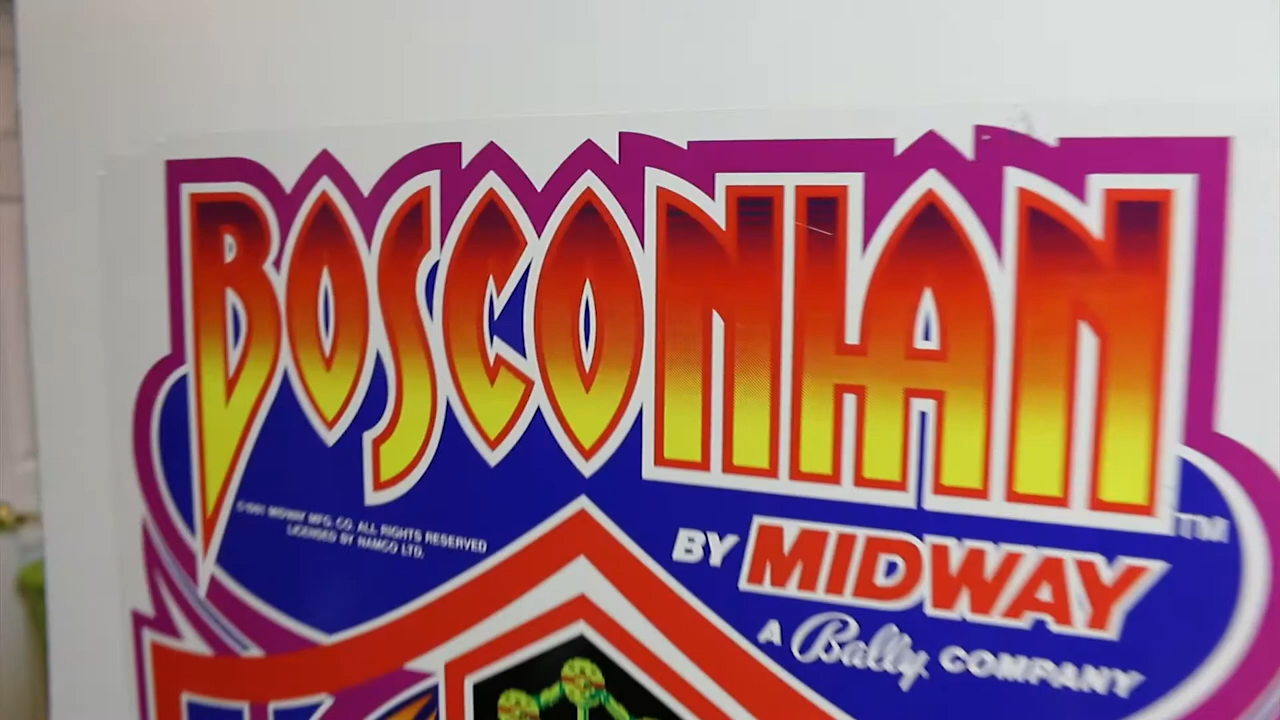 BOSCONIAN
TM
©1981 MIDWAY MFG. CO. ALL RIGHTS RESERVED
LICENSED BY NAMCO LTD.
BY MIDWAY
A Bally COMPANY